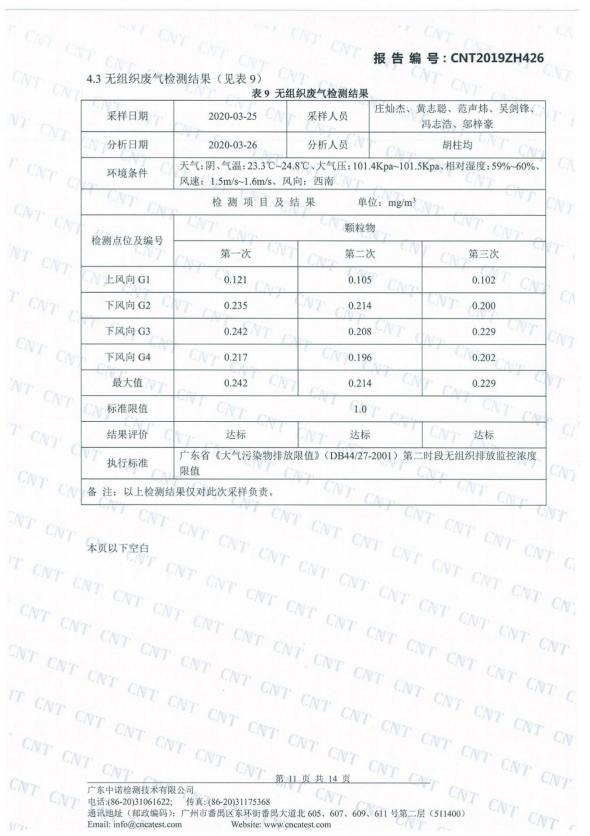 报 告 编 号：CNT2019ZH426
4.3 无组织废气检测结果（见表 9）
表 9 无组织废气检测结果
采样日期 2020-03-25 采样人员 庄灿杰、黄志聪、范声炜、吴剑锋、
冯志浩、邬梓豪
分析日期 2020-03-26 分析人员 胡柱均
环境条件 天气：阴、气温：23.3℃~24.8℃、大气压：101.4Kpa~101.5Kpa、相对湿度：59%~60%、
风速：1.5m/s~1.6m/s、风向：西南
检 测 项 目 及 结 果 单位：mg/m³
检测点位及编号 颗粒物
第一次 第二次 第三次
上风向 G1 0.121 0.105 0.102
下风向 G2 0.235 0.214 0.200
下风向 G3 0.242 0.208 0.229
下风向 G4 0.217 0.196 0.202
最大值 0.242 0.214 0.229
标准限值 1.0
结果评价 达标 达标 达标
执行标准 广东省《大气污染物排放限值》（DB44/27-2001）第二时段无组织排放监控浓度
限值
备 注：以上检测结果仅对此次采样负责。
本页以下空白
第 11 页 共 14 页
广东中诺检测技术有限公司
电话:(86-20)31061622; 传真:(86-20)31175368
通讯地址（邮政编码）：广州市番禺区东环街番禺大道北 605、607、609、611 号第二层（511400）
Email: info@cncatest.com Website: www.cncatest.com